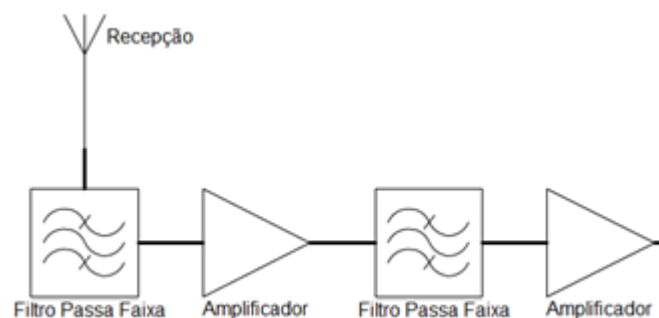 Recepção
Filtro Passa Faixa
Amplificador
Filtro Passa Faixa
Amplificador